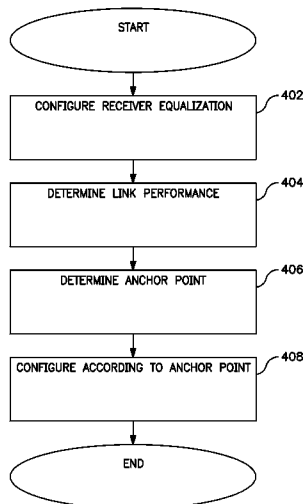 START
CONFIGURE RECEIVER EQUALIZATION
402
DETERMINE LINK PERFORMANCE
404
DETERMINE ANCHOR POINT
406
CONFIGURE ACCORDING TO ANCHOR POINT
408
END